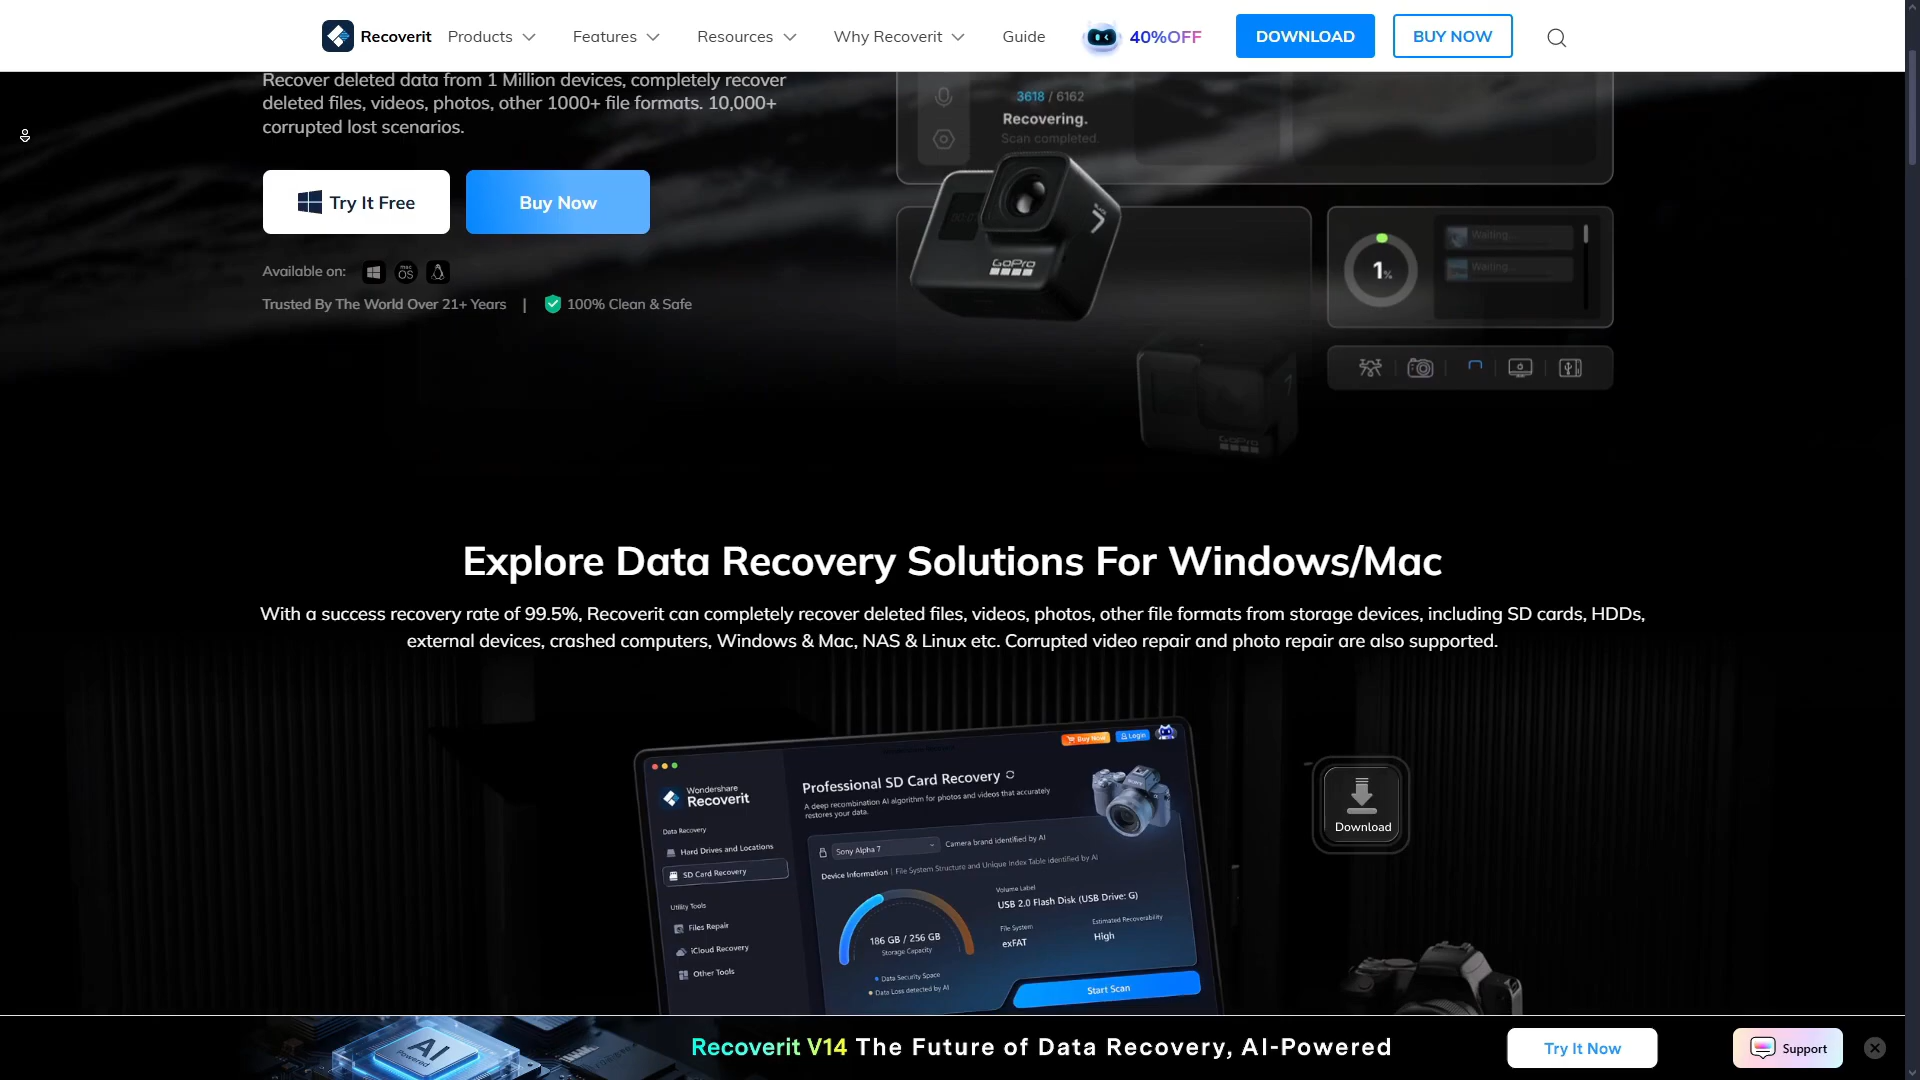 Recoverit Products Features Resources Why Recoverit Guide 40%OFF DOWNLOAD BUY NOW
Recover deleted data from 1 Million devices, completely recover
deleted files, videos, photos, other 1000+ file formats. 10,000+
corrupted lost scenarios.
Try It Free Buy Now
Available on: macOS
Trusted By The World Over 21+ Years | 100% Clean & Safe
3618 / 6162
Recovering.
Scan completed.
GoPro
BLACK
7
1%
Waiting...
Waiting...
GoPro
Explore Data Recovery Solutions For Windows/Mac
With a success recovery rate of 99.5%, Recoverit can completely recover deleted files, videos, photos, other file formats from storage devices, including SD cards, HDDs,
external devices, crashed computers, Windows & Mac, NAS & Linux etc. Corrupted video repair and photo repair are also supported.
Buy Now Login
Wondershare
Recoverit
Data Recovery
Hard Drives and Locations
SD Card Recovery
Utility Tools
Files Repair
iCloud Recovery
Other Tools
Professional SD Card Recovery
A deep recombination AI algorithm for photos and videos that accurately
restores your data.
Sony Alpha 7 Camera brand identified by AI
Device Information | File System Structure and Unique Index Table identified by AI
186 GB / 256 GB
Storage Capacity
Data Security Space
Data Loss detected by AI
Volume Label
USB 2.0 Flash Disk (USB Drive: G)
File System Estimated Recoverability
exFAT High
Start Scan
Download
AI
Powered
Recoverit V14 The Future of Data Recovery, AI-Powered
Try It Now
Support